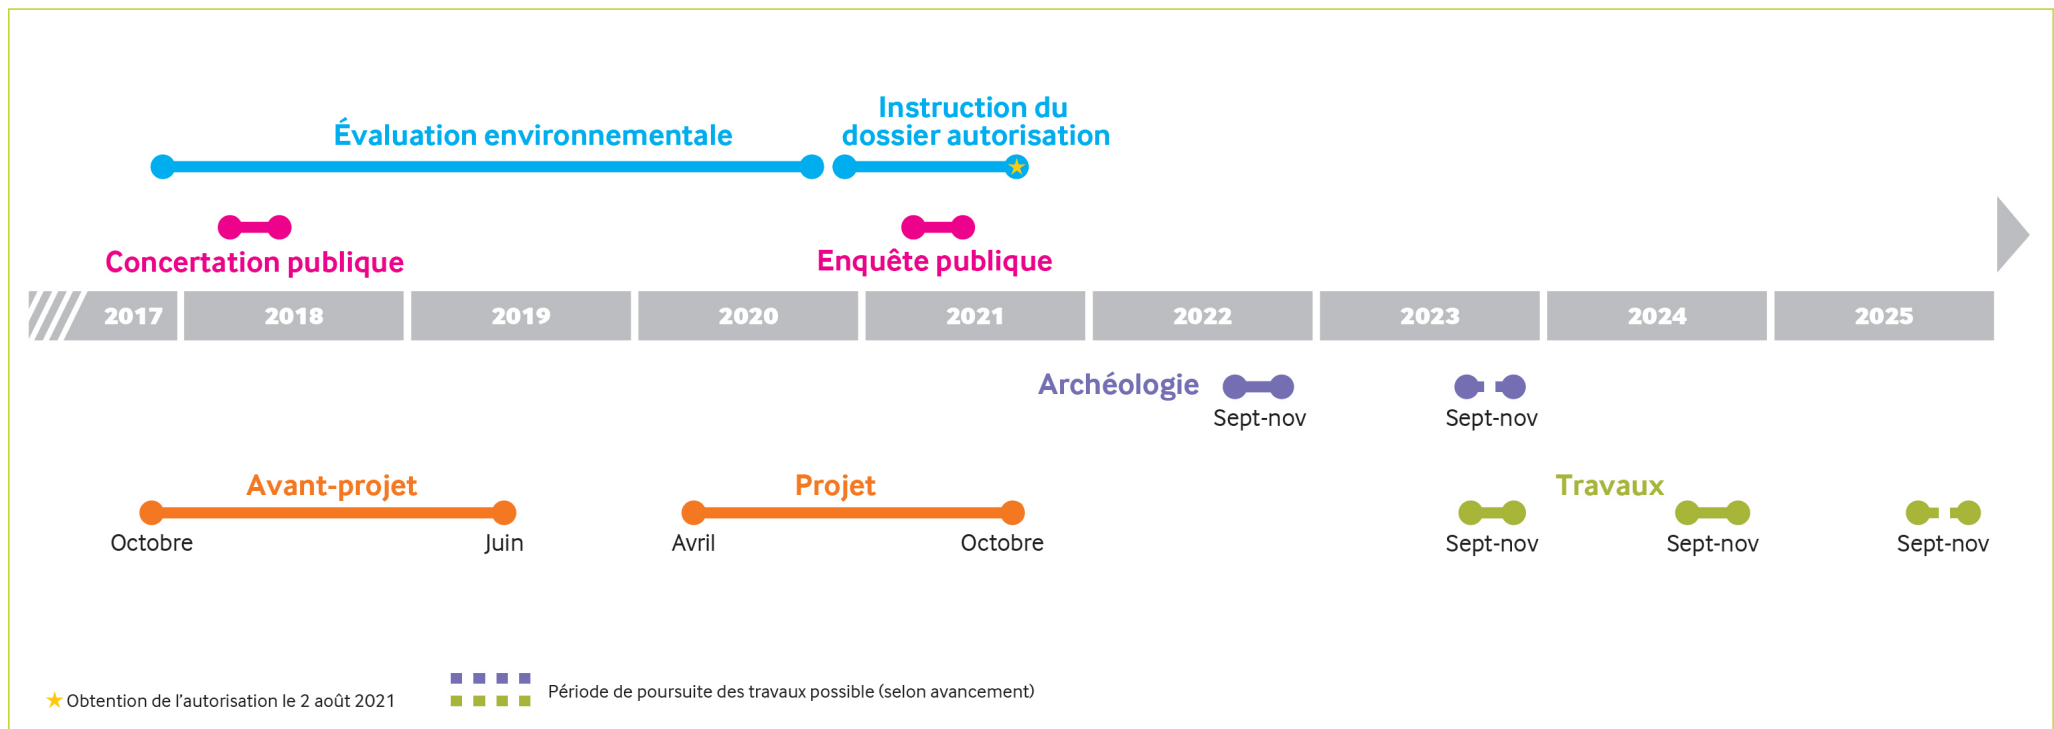 Instruction du
dossier autorisation
Évaluation environnementale
Concertation publique
Enquête publique
2017 2018 2019 2020 2021 2022 2023 2024 2025
Archéologie
Sept-nov Sept-nov
Avant-projet Projet Travaux
Octobre Juin Avril Octobre Sept-nov Sept-nov Sept-nov
Obtention de l’autorisation le 2 août 2021
Période de poursuite des travaux possible (selon avancement)